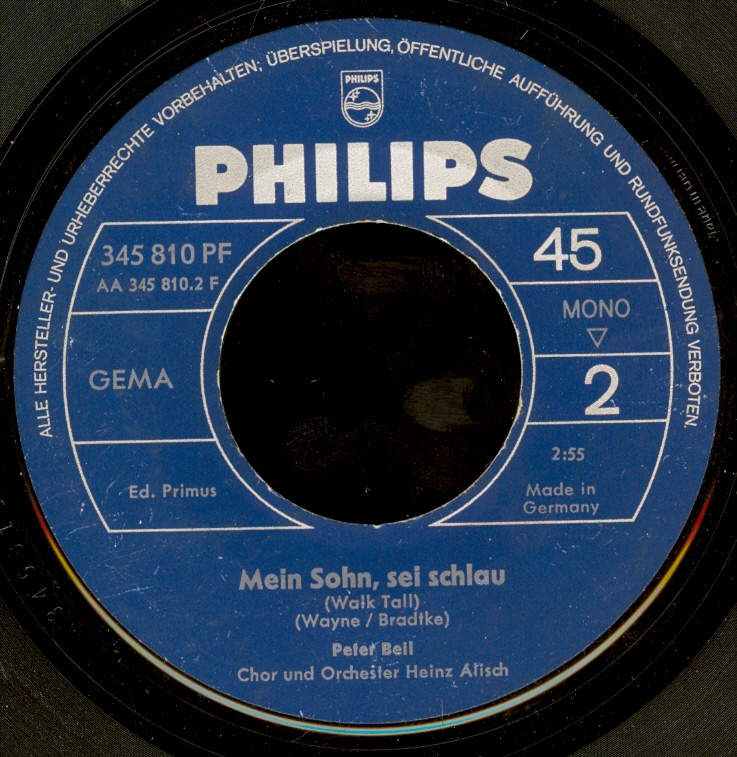 ALLE HERSTELLER- UND URHEBERRECHTE VORBEHALTEN; ÜBERSPIELUNG, ÖFFENTLICHE AUFFÜHRUNG UND RUNDFUNKSENDUNG VERBOTEN.
PHILIPS
PHILIPS
345 810 PF
AA 345 810.2 F
GEMA
Ed. Primus
45
MONO
2
2:55
Made in
Germany
Mein Sohn, sei schlau
(Walk Tall)
(Wayne / Bradtke)
Peter Beil
Chor und Orchester Heinz Alisch